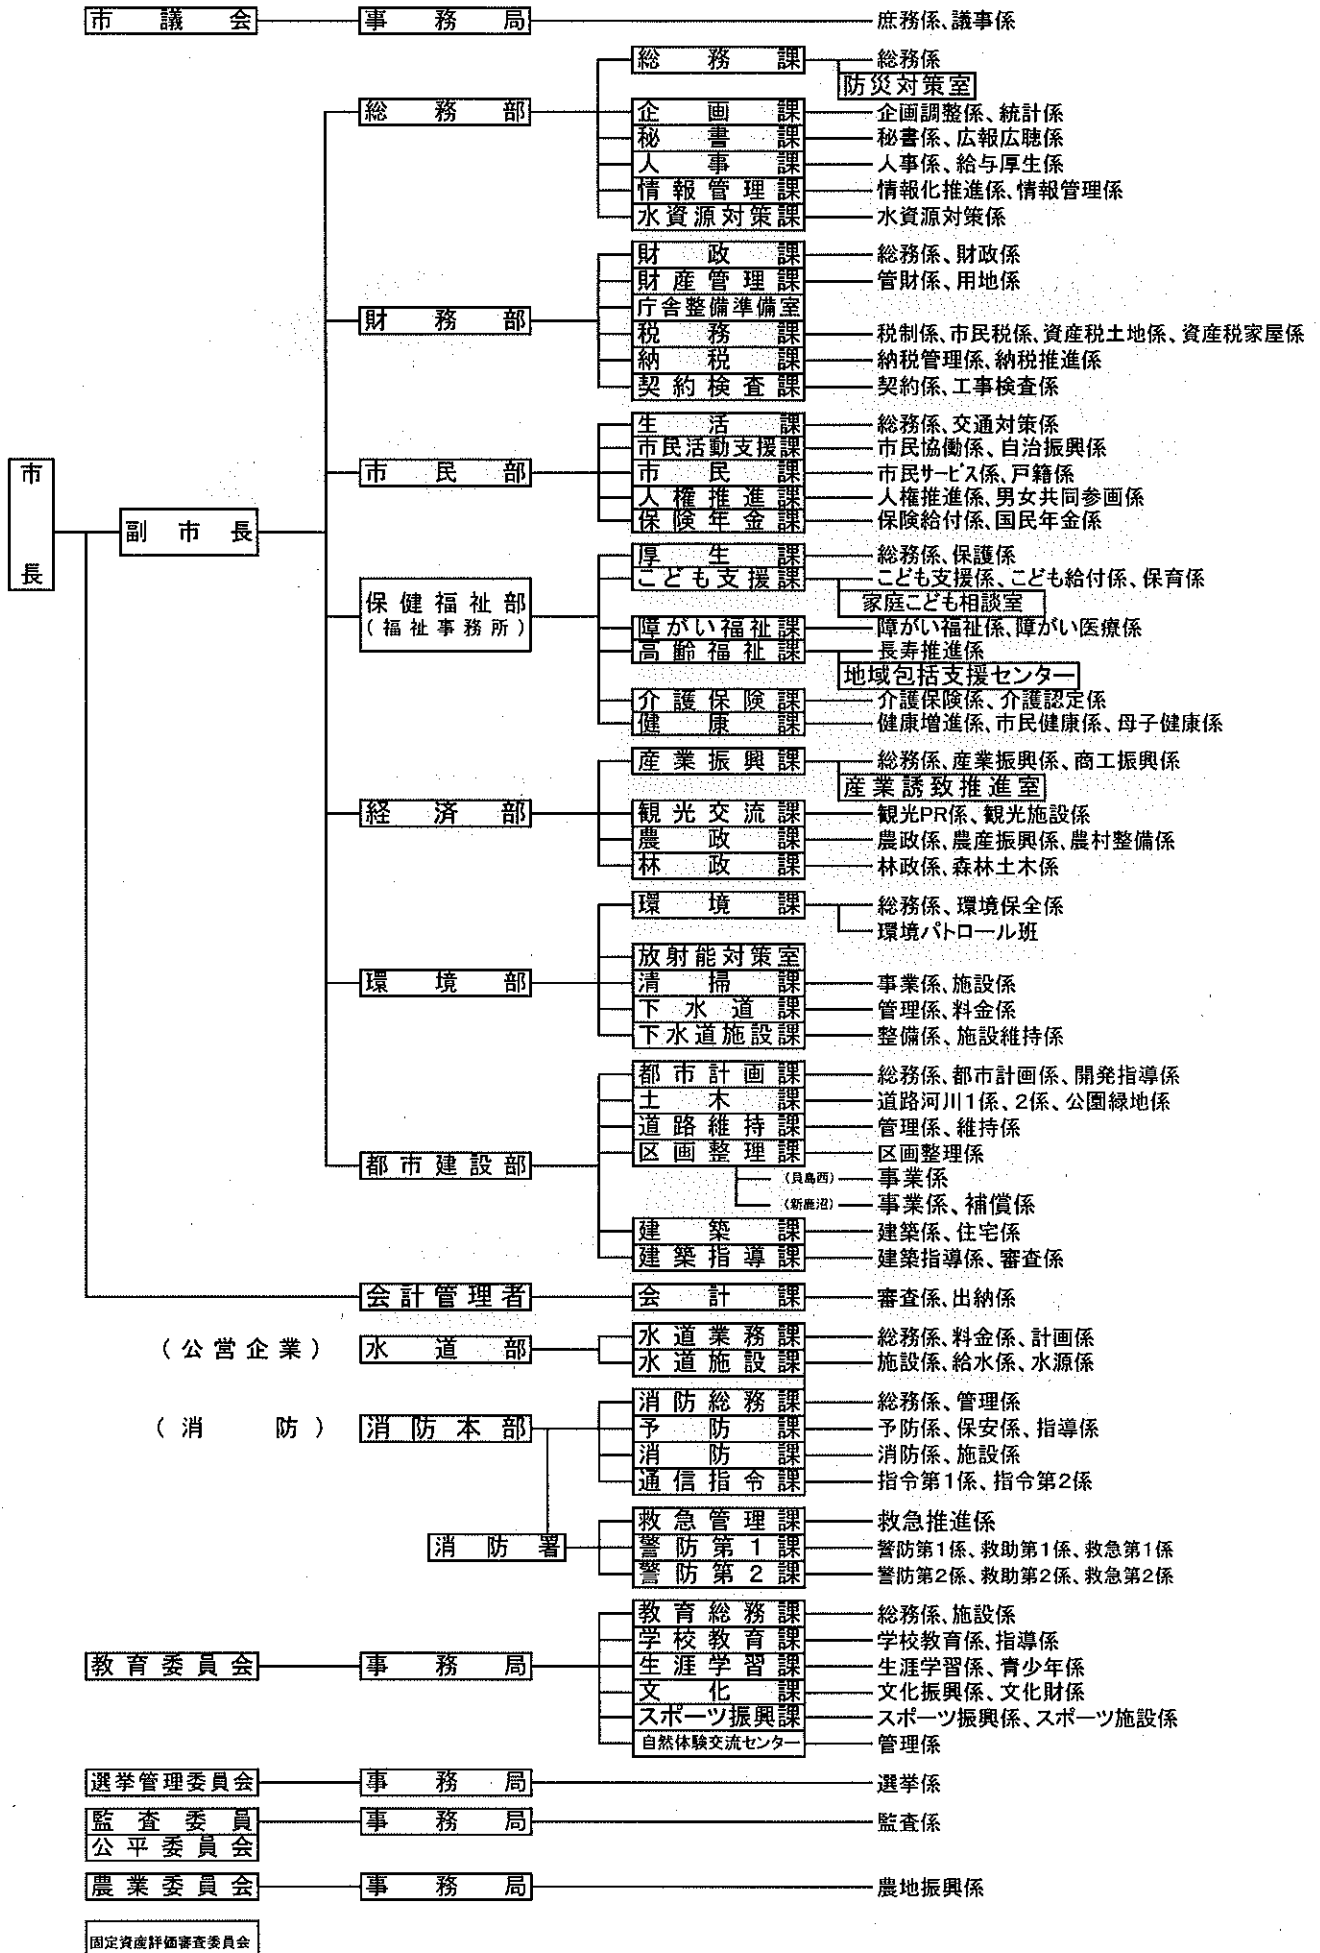 市議会 事務局 庶務係、議事係
総務課 総務係
防災対策室
総務部 企画課 企画調整係、統計係
秘書課 秘書係、広報広聴係
人事課 人事係、給与厚生係
情報管理課 情報化推進係、情報管理係
水資源対策課 水資源対策係
財政課 総務係、財政係
財産管理課 管財係、用地係
庁舎整備準備室
財務部
税務課 税制係、市民税係、資産税土地係、資産税家屋係
納税課 納税管理係、納税推進係
契約検査課 契約係、工事検査係
生活課 総務係、交通対策係
市民活動支援課 市民協働係、自治振興係
市民部 市民課 市民サービス係、戸籍係
人権推進課 人権推進係、男女共同参画係
保険年金課 保険給付係、国民年金係
市長
副市長
厚生課 総務係、保護係
こども支援課 こども支援係、こども給付係、保育係
家庭こども相談室
保健福祉部
(福祉事務所)
障がい福祉課 障がい福祉係、障がい医療係
高齢福祉課 長寿推進係
地域包括支援センター
介護保険課 介護保険係、介護認定係
健康課 健康増進係、市民健康係、母子健康係
産業振興課 総務係、産業振興係、商工振興係
産業誘致推進室
経済部 観光交流課 観光PR係、観光施設係
農政課 農政係、農産振興係、農村整備係
林政課 林政係、森林土木係
環境課 総務係、環境保全係
環境パトロール班
放射能対策室
環境部 清掃課 事業係、施設係
下水道課 管理係、料金係
下水道施設課 整備係、施設維持係
都市計画課 総務係、都市計画係、開発指導係
土木課 道路河川1係、2係、公園緑地係
道路維持課 管理係、維持係
都市建設部 区画整理課 区画整理係
(貝島西) 事業係
(新鹿沼) 事業係、補償係
建築課 建築係、住宅係
建築指導課 建築指導係、審査係
会計管理者 会計課 審査係、出納係
(公営企業) 水道部 水道業務課 総務係、料金係、計画係
水道施設課 施設係、給水係、水源係
消防総務課 総務係、管理係
(消防) 消防本部 予防課 予防係、保安係、指導係
消防課 消防係、施設係
通信指令課 指令第1係、指令第2係
救急管理課 救急推進係
消防署 警防第1課 警防第1係、救助第1係、救急第1係
警防第2課 警防第2係、救助第2係、救急第2係
教育総務課 総務係、施設係
学校教育課 学校教育係、指導係
教育委員会 事務局 生涯学習課 生涯学習係、青少年係
文化課 文化振興係、文化財係
スポーツ振興課 スポーツ振興係、スポーツ施設係
自然体験交流センター 管理係
選挙管理委員会 事務局 選挙係
監査委員 事務局 監査係
公平委員会
農業委員会 事務局 農地振興係
固定資産評価審査委員会